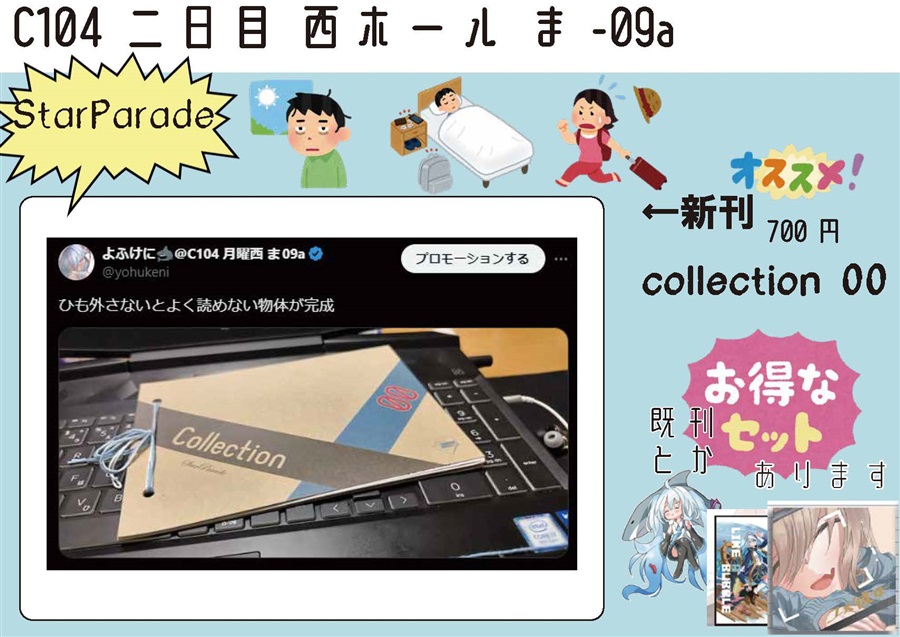 C104 二日目 西ホール ま -09a
StarParade
オススメ!
←新刊 700 円
collection 00
よふけに🦈@C104 月曜西 ま09a
プロモーションする
@yohukeni
ひも外さないとよく読めない物体が完成
Collection
StarParade
00
お得な
セット
既刊
とか
あります
LIKE A BUBBLE